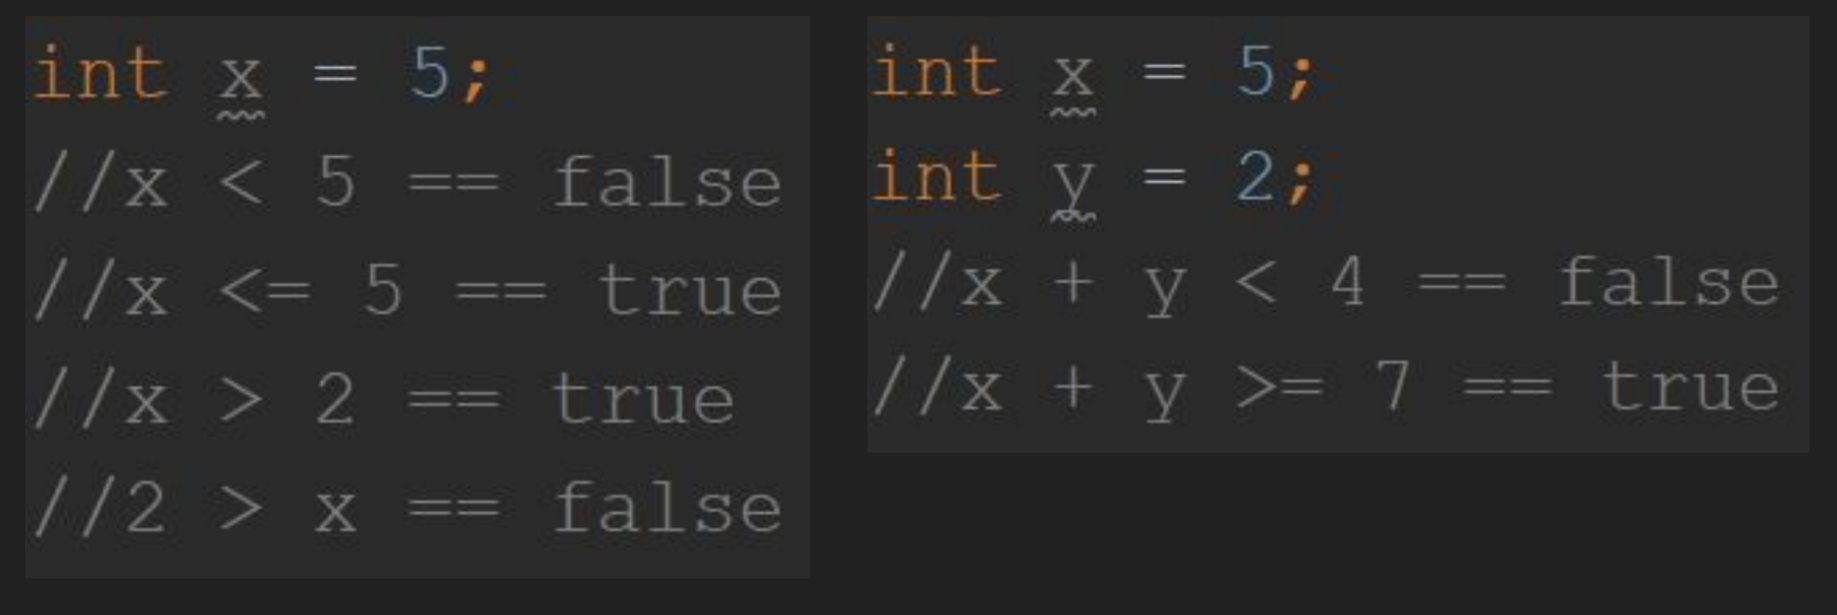 int x = 5;
//x < 5 == false
//x <= 5 == true
//x > 2 == true
//2 > x == false
int x = 5;
int y = 2;
//x + y < 4 == false
//x + y >= 7 == true